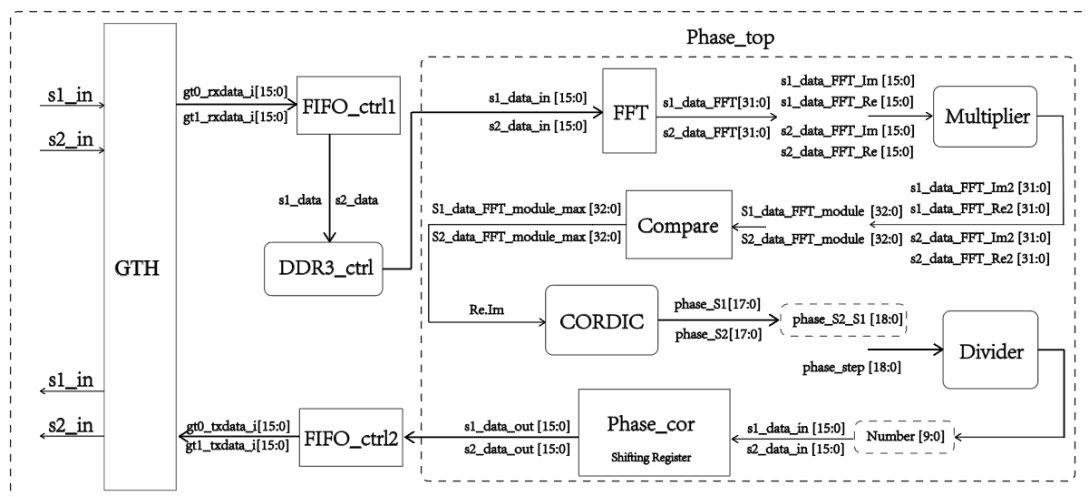 Phase_top
s1_in
s2_in
GTH
gt0_rxdata_i[15:0]
gt1_rxdata_i[15:0]
FIFO_ctrl1
s1_data
s2_data
DDR3_ctrl
s1_data_in [15:0]
s2_data_in [15:0]
FFT
s1_data_FFT[31:0]
s2_data_FFT[31:0]
s1_data_FFT_Im [15:0]
s1_data_FFT_Re [15:0]
s2_data_FFT_Im [15:0]
s2_data_FFT_Re [15:0]
Multiplier
s1_data_FFT_Im2 [31:0]
s1_data_FFT_Re2 [31:0]
s2_data_FFT_Im2 [31:0]
s2_data_FFT_Re2 [31:0]
S1_data_FFT_module [32:0]
S2_data_FFT_module [32:0]
Compare
S1_data_FFT_module_max [32:0]
S2_data_FFT_module_max [32:0]
Re.Im
CORDIC
phase_S1[17:0]
phase_S2[17:0]
phase_S2_S1 [18:0]
phase_step [18:0]
Divider
Number [9:0]
s1_data_in [15:0]
s2_data_in [15:0]
Phase_cor
Shifting Register
s1_data_out [15:0]
s2_data_out [15:0]
FIFO_ctrl2
gt0_txdata_i[15:0]
gt1_txdata_i[15:0]
s1_in
s2_in